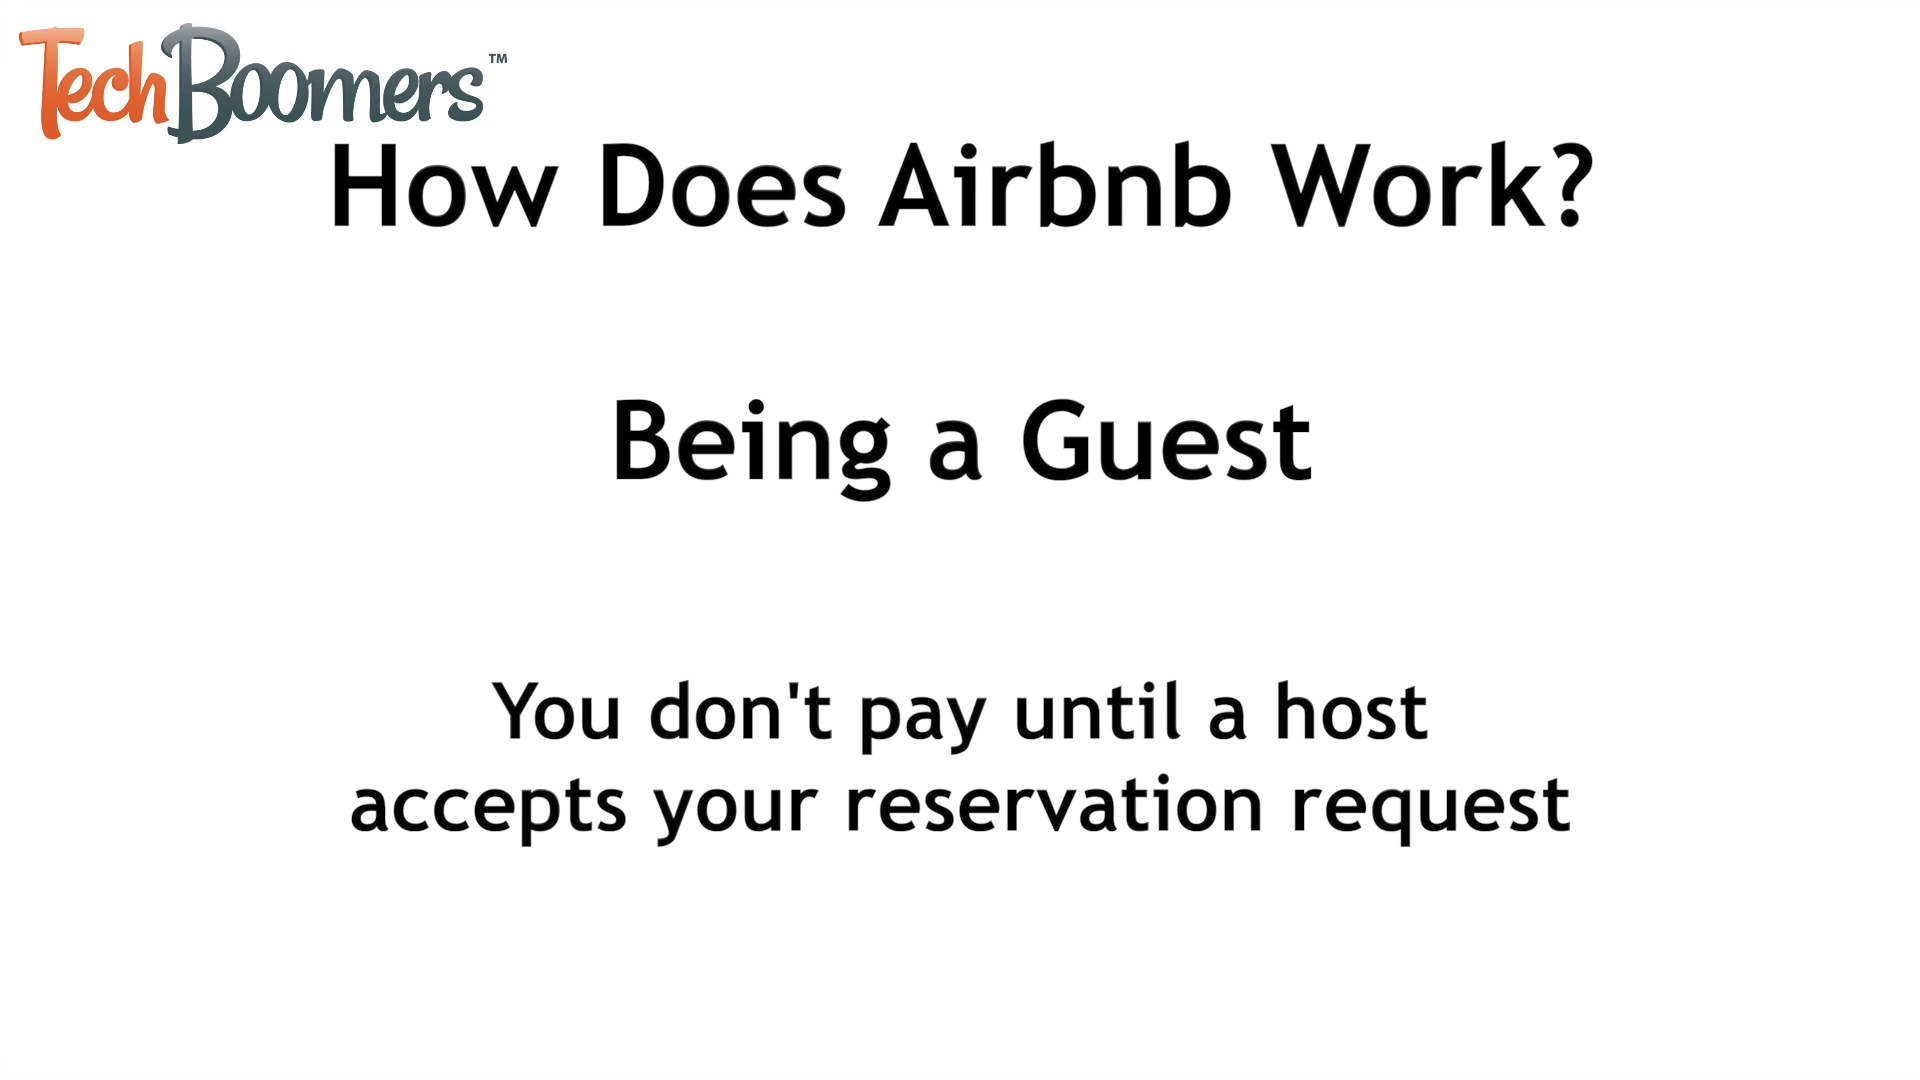 TechBoomers™
How Does Airbnb Work?
Being a Guest
You don't pay until a host
accepts your reservation request